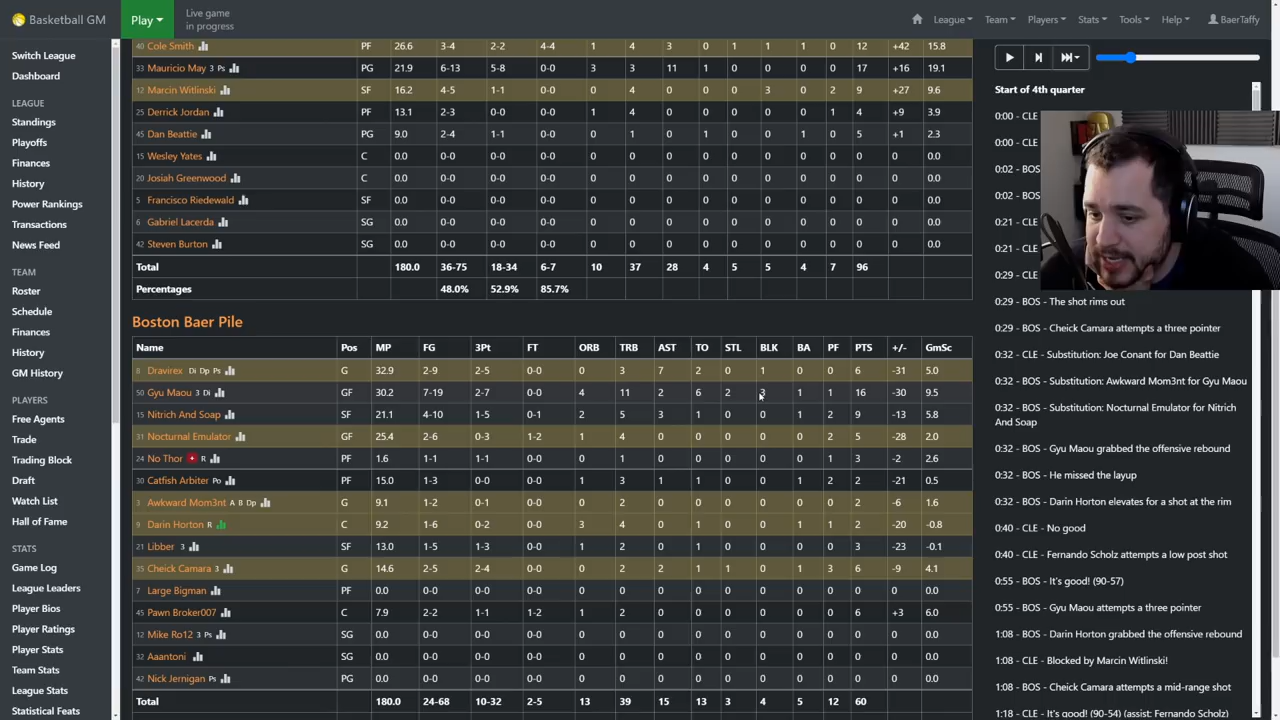 Basketball GM Play Live game in progress League Team Players Stats Tools Help BaerTaffy
Switch League
Dashboard
LEAGUE
Standings
Playoffs
Finances
History
Power Rankings
Transactions
News Feed
TEAM
Roster
Schedule
Finances
History
GM History
PLAYERS
Free Agents
Trade
Trading Block
Draft
Watch List
Hall of Fame
STATS
Game Log
League Leaders
Player Bios
Player Ratings
Player Stats
Team Stats
League Stats
Statistical Feats
40 Cole Smith PF 26.6 3-4 2-2 4-4 1 4 3 0 1 1 1 0 12 +42 15.8
33 Mauricio May 3 Ps PG 21.9 6-13 5-8 0-0 3 3 11 1 0 0 0 0 17 +16 19.1
12 Marcin Witlinski SF 16.2 4-5 1-1 0-0 0 4 0 0 0 3 0 2 9 +27 9.6
25 Derrick Jordan PF 13.1 2-3 0-0 0-0 1 4 0 0 0 0 0 1 4 +9 3.9
45 Dan Beattie PG 9.0 2-4 1-1 0-0 0 1 0 1 0 0 1 0 5 +1 2.3
15 Wesley Yates C 0.0 0-0 0-0 0-0 0 0 0 0 0 0 0 0 0 0 0.0
20 Josiah Greenwood C 0.0 0-0 0-0 0-0 0 0 0 0 0 0 0 0 0 0 0.0
5 Francisco Riedewald SF 0.0 0-0 0-0 0-0 0 0 0 0 0 0 0 0 0 0 0.0
6 Gabriel Lacerda SG 0.0 0-0 0-0 0-0 0 0 0 0 0 0 0 0 0 0 0.0
42 Steven Burton SG 0.0 0-0 0-0 0-0 0 0 0 0 0 0 0 0 0 0 0.0
Total 180.0 36-75 18-34 6-7 10 37 28 4 5 5 4 7 96
Percentages 48.0% 52.9% 85.7%
Boston Baer Pile
Name Pos MP FG 3Pt FT ORB TRB AST TO STL BLK BA PF PTS +/- GmSc
8 Dravirex Di Dp Ps G 32.9 2-9 2-5 0-0 0 3 7 2 0 1 0 0 6 -31 5.0
50 Gyu Maou 3 Di GF 30.2 7-19 2-7 0-0 4 11 2 6 2 3 1 1 16 -30 9.5
15 Nitrich And Soap SF 21.1 4-10 1-5 0-1 2 5 3 1 0 0 1 2 9 -13 5.8
31 Nocturnal Emulator GF 25.4 2-6 0-3 1-2 1 4 0 0 0 0 0 2 5 -28 2.0
24 No Thor R PF 1.6 1-1 1-1 0-0 0 1 0 0 0 0 0 1 3 -2 2.6
30 Catfish Arbiter Po PF 15.0 1-3 0-0 0-0 1 3 1 1 0 0 1 2 2 -21 0.5
3 Awkward Mom3nt A B Dp G 9.1 1-2 0-1 0-0 0 0 0 0 0 0 0 0 2 -6 1.6
9 Darin Horton R C 9.2 1-6 0-2 0-0 3 4 0 1 0 0 1 1 2 -20 -0.8
21 Libber 3 SF 13.0 1-5 1-3 0-0 1 2 0 1 0 0 0 0 3 -23 -0.1
35 Cheick Camara 3 G 14.6 2-5 2-4 0-0 0 2 2 1 1 0 1 3 6 -9 4.1
7 Large Bigman PF 0.0 0-0 0-0 0-0 0 0 0 0 0 0 0 0 0 0 0.0
45 Pawn Broker007 C 7.9 2-2 1-1 1-2 1 2 0 0 0 0 0 0 6 +3 6.0
12 Mike Ro12 3 Ps SG 0.0 0-0 0-0 0-0 0 0 0 0 0 0 0 0 0 0 0.0
32 Aaantoni SG 0.0 0-0 0-0 0-0 0 0 0 0 0 0 0 0 0 0 0.0
42 Nick Jernigan Ps PG 0.0 0-0 0-0 0-0 0 0 0 0 0 0 0 0 0 0 0.0
Total 180.0 24-68 10-32 2-5 13 39 15 13 3 4 5 12 60
Start of 4th quarter
0:00 - CLE
0:00 - CLE
0:02 - BOS
0:02 - BOS
0:21 - CLE
0:21 - CLE
0:29 - CLE
0:29 - BOS - The shot rims out
0:29 - BOS - Cheick Camara attempts a three pointer
0:32 - CLE - Substitution: Joe Conant for Dan Beattie
0:32 - BOS - Substitution: Awkward Mom3nt for Gyu Maou
0:32 - BOS - Substitution: Nocturnal Emulator for Nitrich
And Soap
0:32 - BOS - Gyu Maou grabbed the offensive rebound
0:32 - BOS - He missed the layup
0:32 - BOS - Darin Horton elevates for a shot at the rim
0:40 - CLE - No good
0:40 - CLE - Fernando Scholz attempts a low post shot
0:55 - BOS - It's good! (90-57)
0:55 - BOS - Gyu Maou attempts a three pointer
1:08 - BOS - Darin Horton grabbed the offensive rebound
1:08 - CLE - Blocked by Marcin Witlinski!
1:08 - BOS - Cheick Camara attempts a mid-range shot
1:18 - CLE - It's good! (90-54) (assist: Fernando Scholz)